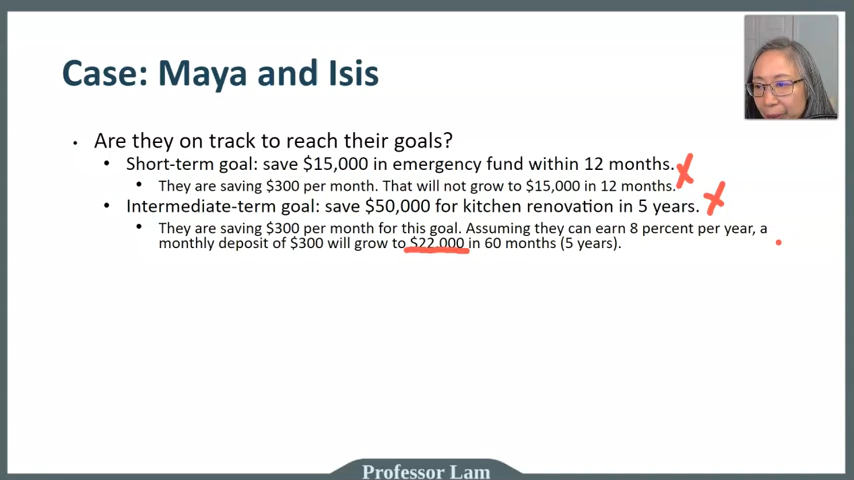 Case: Maya and Isis
• Are they on track to reach their goals?
• Short-term goal: save $15,000 in emergency fund within 12 months.
• They are saving $300 per month. That will not grow to $15,000 in 12 months.
• Intermediate-term goal: save $50,000 for kitchen renovation in 5 years.
• They are saving $300 per month for this goal. Assuming they can earn 8 percent per year, a
monthly deposit of $300 will grow to $22,000 in 60 months (5 years).
Professor Lam